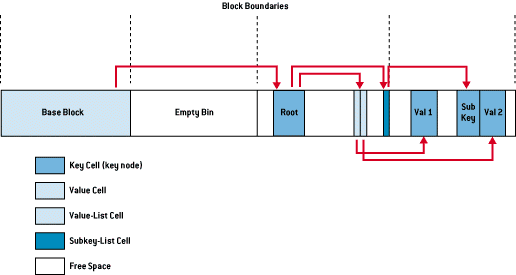 Block Boundaries
Base Block
Empty Bin
Root
Val 1
Sub
Key
Val 2
Key Cell (key node)
Value Cell
Value-List Cell
Subkey-List Cell
Free Space